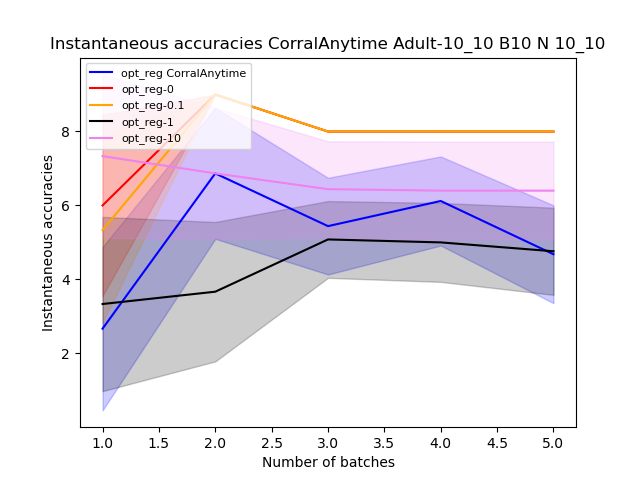 Instantaneous accuracies CorralAnytime Adult-10_10 B10 N 10_10
opt_reg CorralAnytime
opt_reg-0
opt_reg-0.1
opt_reg-1
opt_reg-10
Instantaneous accuracies
8
6
4
2
1.0 1.5 2.0 2.5 3.0 3.5 4.0 4.5 5.0
Number of batches